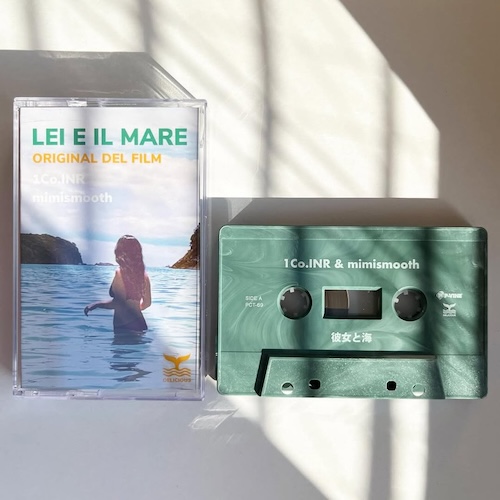 LEI E IL MARE
ORIGINAL DEL FILM
1Co.INR
mimismooth
1Co.INR & mimismooth
SIDE A
彼女と海